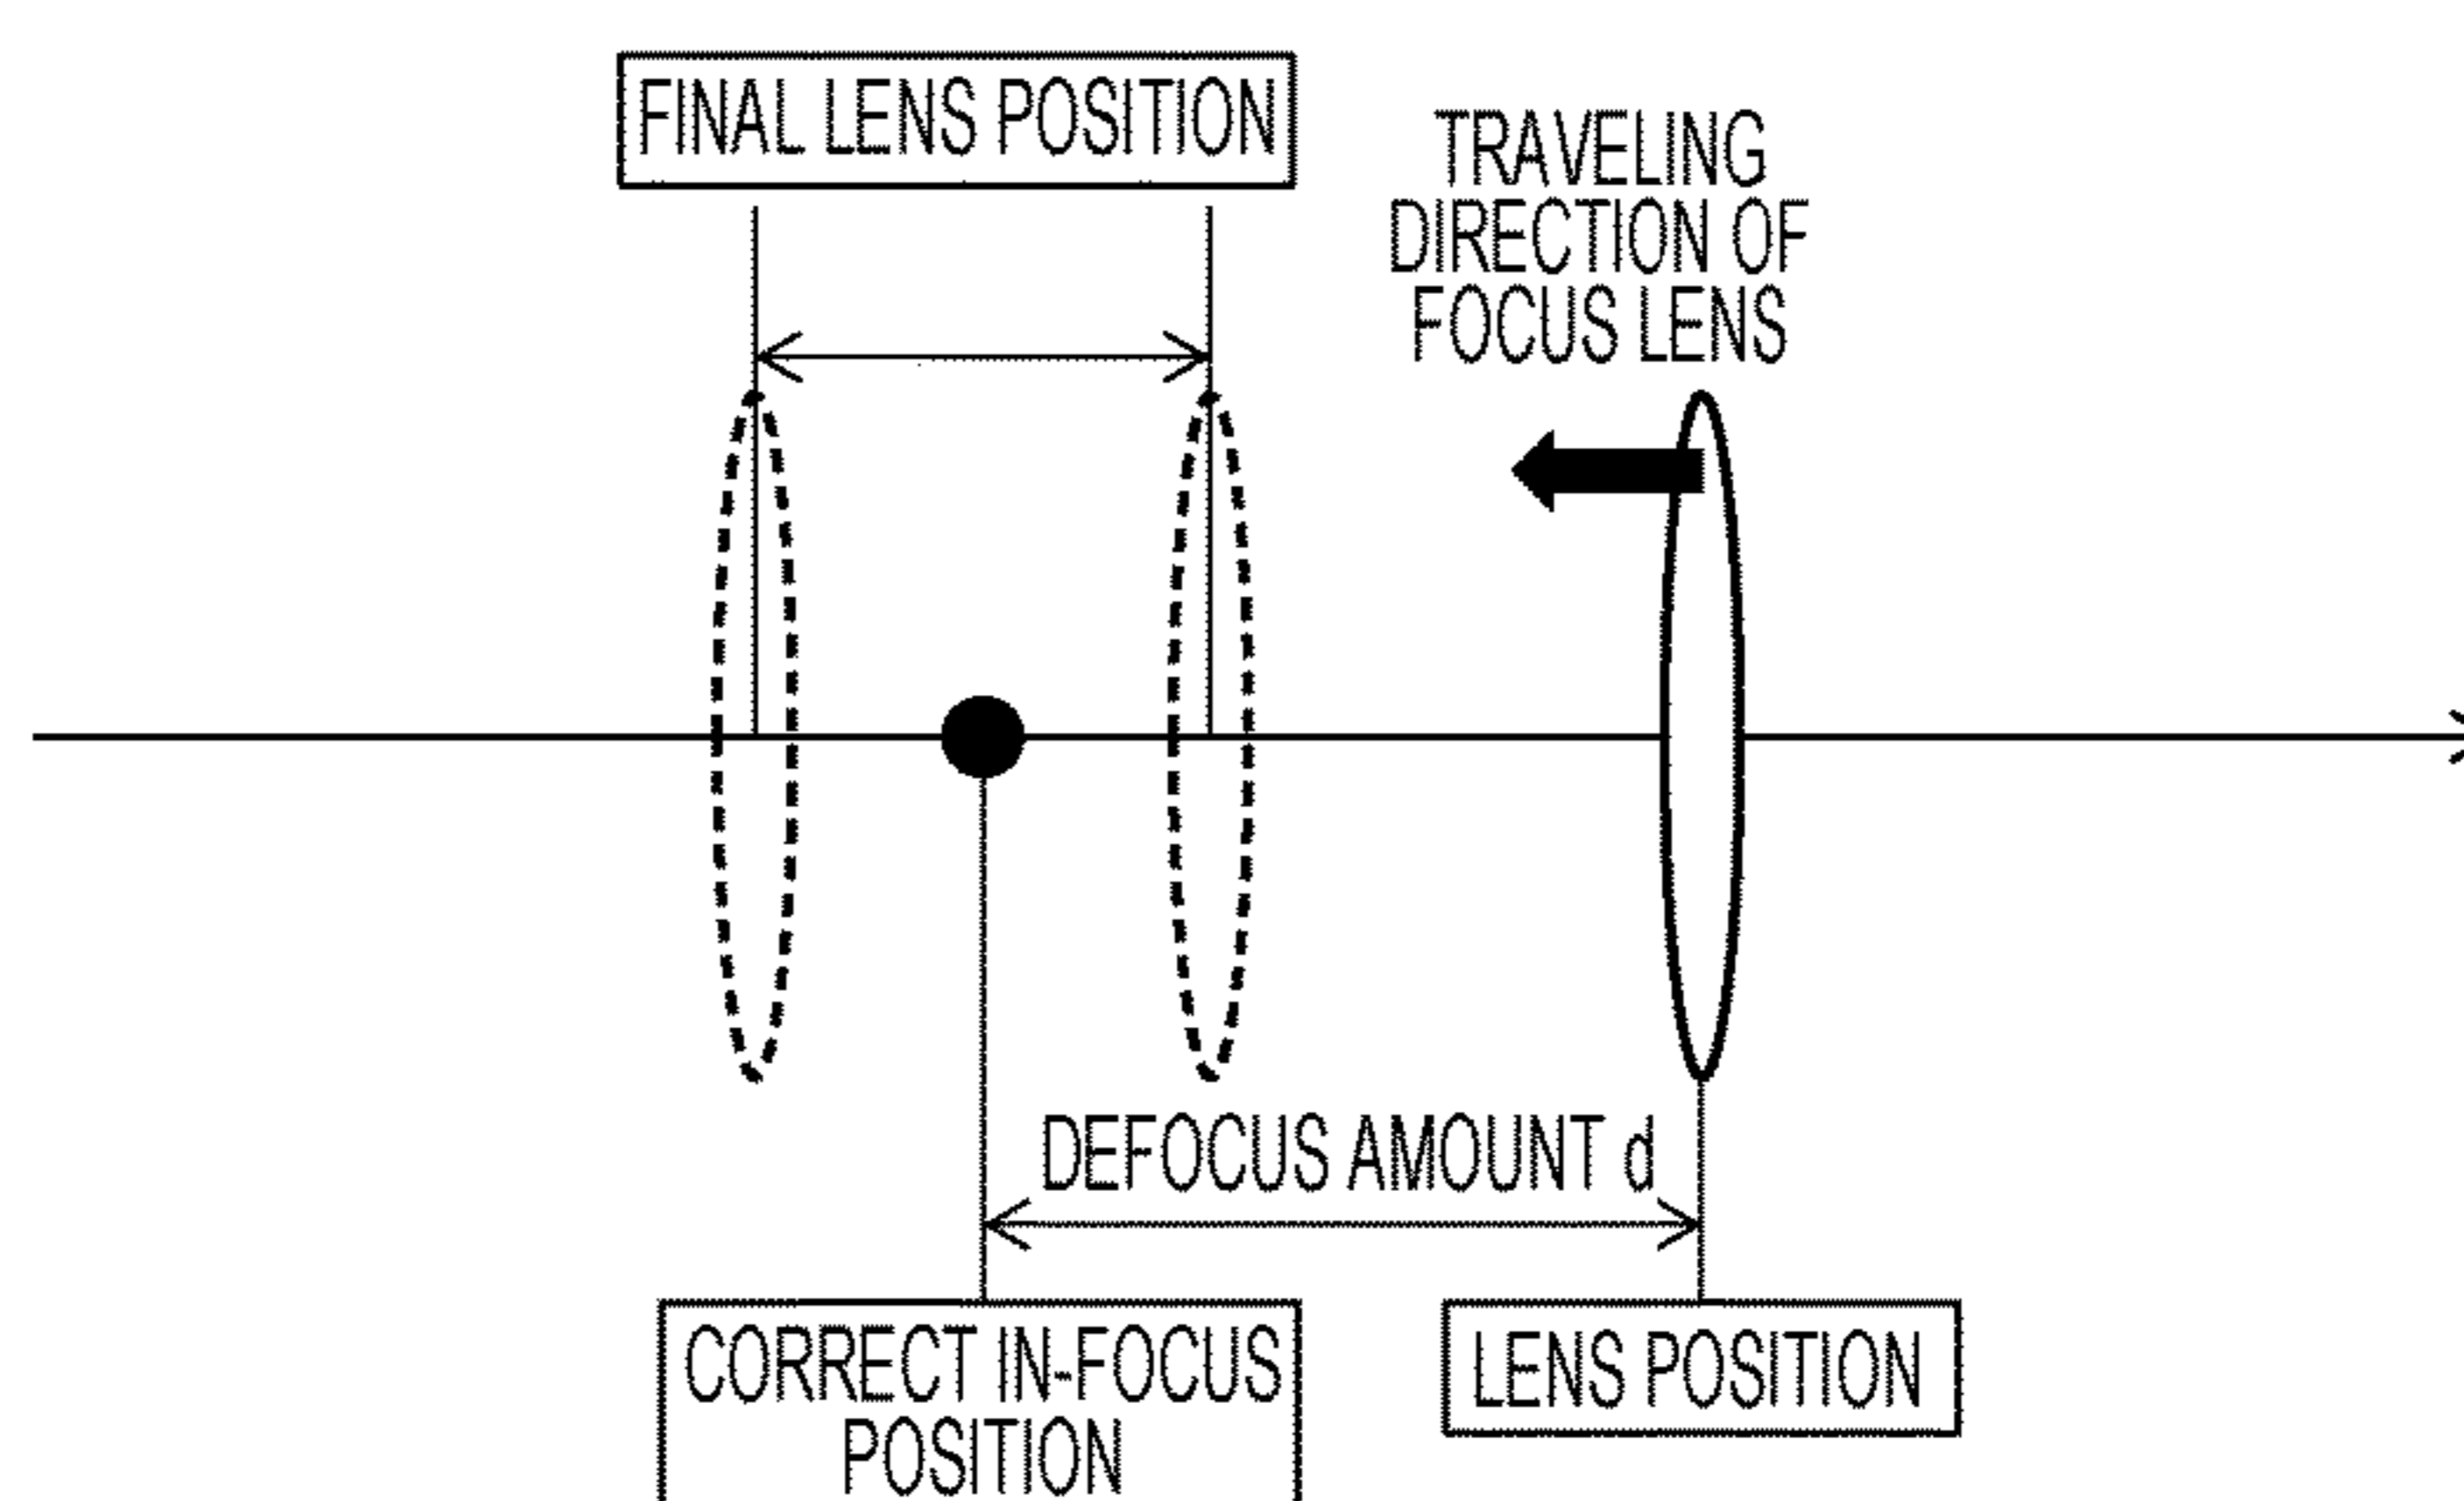 FINAL LENS POSITION
TRAVELING
DIRECTION OF
FOCUS LENS
DEFOCUS AMOUNT d
CORRECT IN-FOCUS
POSITION
LENS POSITION